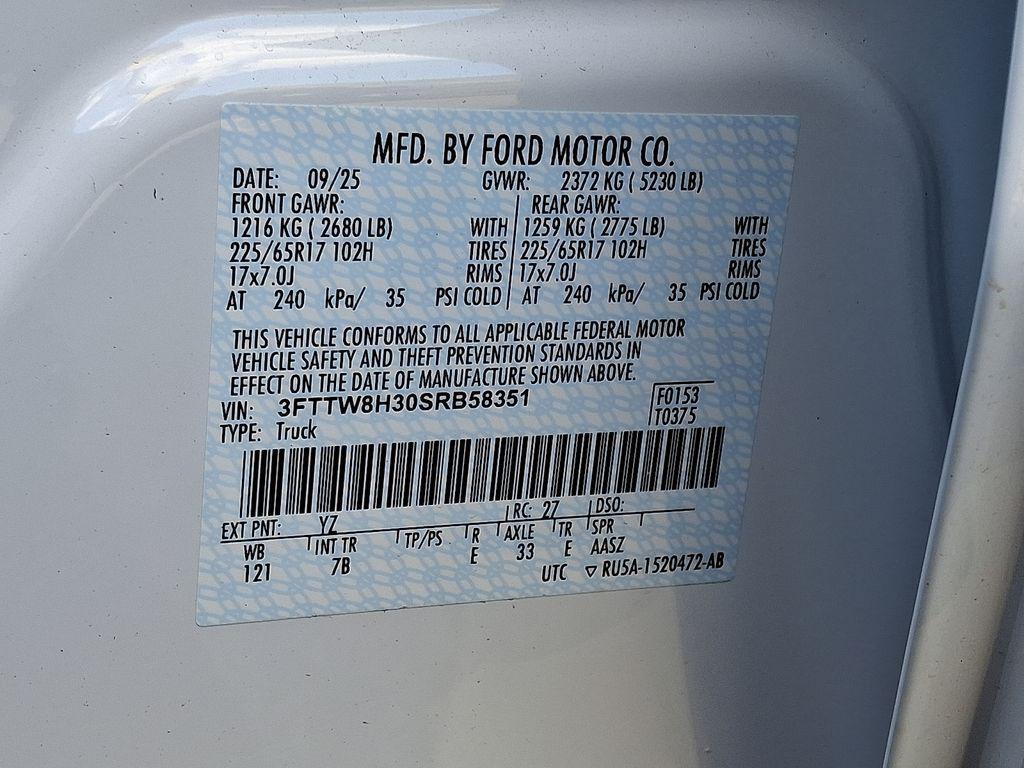 MFD. BY FORD MOTOR CO.
DATE: 09/25 GVWR: 2372 KG ( 5230 LB)
FRONT GAWR: REAR GAWR:
1216 KG ( 2680 LB) WITH 1259 KG ( 2775 LB) WITH
225/65R17 102H TIRES 225/65R17 102H TIRES
17x7.0J RIMS 17x7.0J RIMS
AT 240 kPa/ 35 PSI COLD AT 240 kPa/ 35 PSI COLD
THIS VEHICLE CONFORMS TO ALL APPLICABLE FEDERAL MOTOR
VEHICLE SAFETY AND THEFT PREVENTION STANDARDS IN
EFFECT ON THE DATE OF MANUFACTURE SHOWN ABOVE.
VIN: 3FTTW8H30SRB58351 F0153
TYPE: Truck T0375
EXT PNT: YZ RC: 27 DSO:
WB INT TR TP/PS R AXLE TR SPR
121 7B E 33 E AASZ
UTC ▽ RU5A-1520472-AB